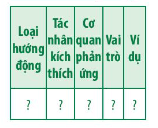 Loại hướng động | Tác nhân kích thích | Cơ quan phản ứng | Vai trò | Ví dụ
? | ? | ? | ? | ?